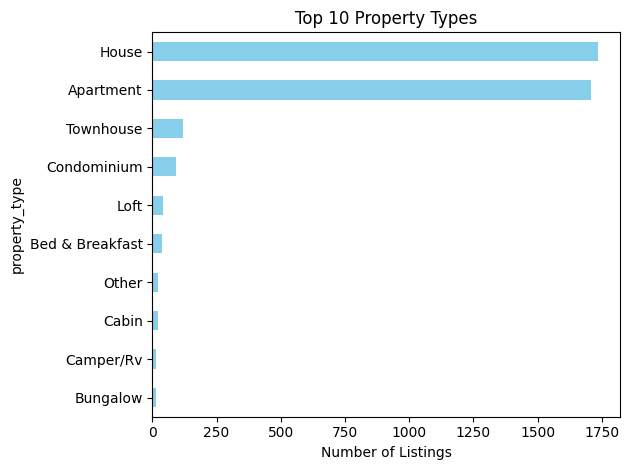 Top 10 Property Types
House
Apartment
Townhouse
Condominium
Loft
Bed & Breakfast
Other
Cabin
Camper/Rv
Bungalow
property_type
0 250 500 750 1000 1250 1500 1750
Number of Listings